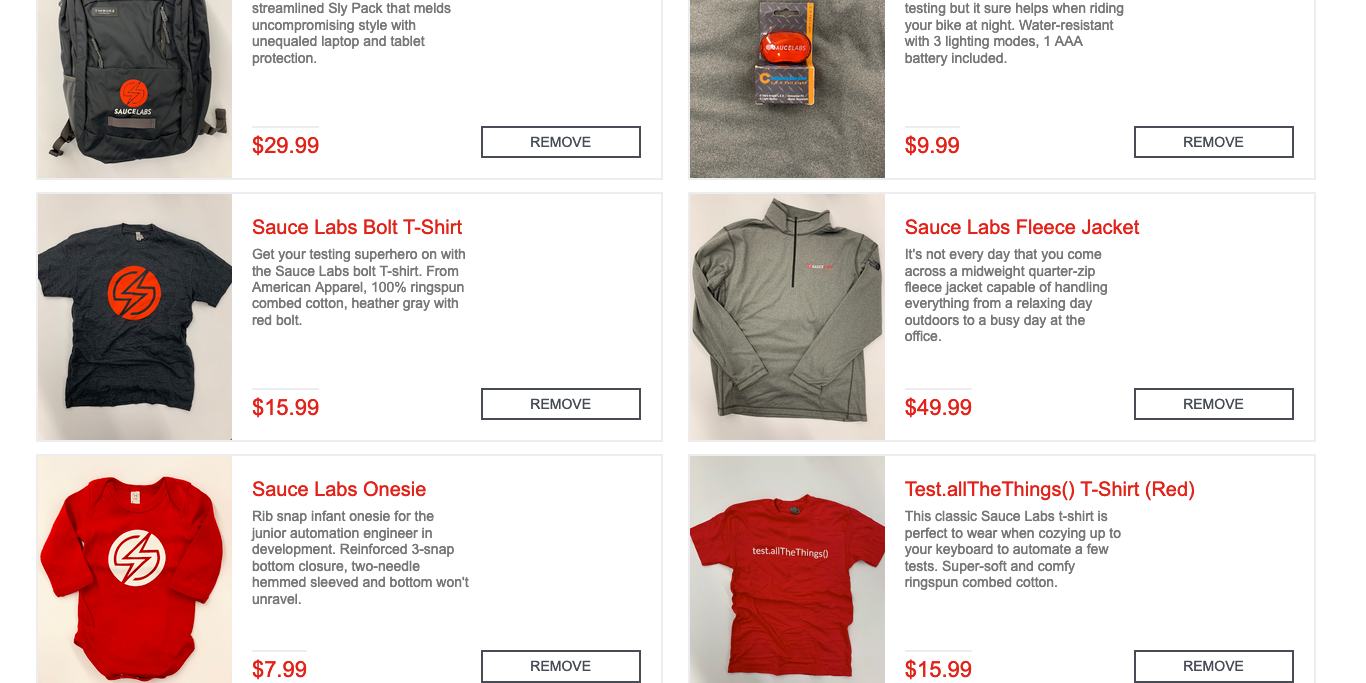 streamlined Sly Pack that melds
uncompromising style with
unequaled laptop and tablet
protection.
SAUCELABS
$29.99
REMOVE
testing but it sure helps when riding
your bike at night. Water-resistant
with 3 lighting modes, 1 AAA
battery included.
SAUCELABS
$9.99
REMOVE
Sauce Labs Bolt T-Shirt
Get your testing superhero on with
the Sauce Labs bolt T-shirt. From
American Apparel, 100% ringspun
combed cotton, heather gray with
red bolt.
$15.99
REMOVE
Sauce Labs Fleece Jacket
It's not every day that you come
across a midweight quarter-zip
fleece jacket capable of handling
everything from a relaxing day
outdoors to a busy day at the
office.
$49.99
REMOVE
Sauce Labs Onesie
Rib snap infant onesie for the
junior automation engineer in
development. Reinforced 3-snap
bottom closure, two-needle
hemmed sleeved and bottom won't
unravel.
$7.99
REMOVE
Test.allTheThings() T-Shirt (Red)
This classic Sauce Labs t-shirt is
perfect to wear when cozying up to
your keyboard to automate a few
tests. Super-soft and comfy
ringspun combed cotton.
test.allTheThings()
$15.99
REMOVE